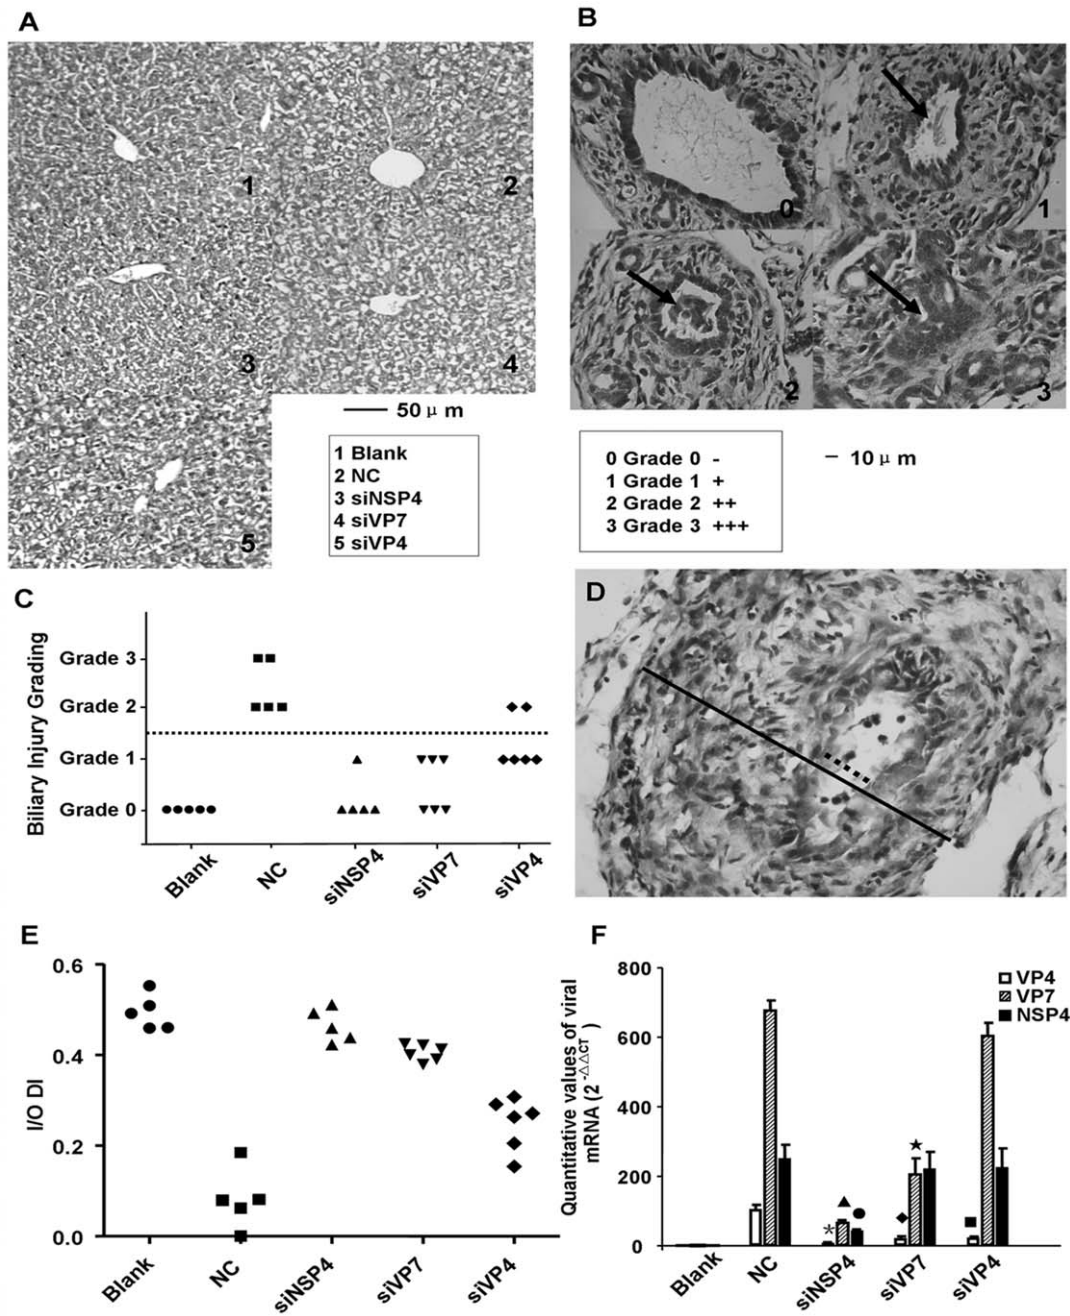 A
B
1
2
3
4
5
0
1
2
3
50 μ m
1 Blank
2 NC
3 siNSP4
4 siVP7
5 siVP4
0 Grade 0 -
1 Grade 1 +
2 Grade 2 ++
3 Grade 3 +++
10 μ m
C
Biliary Injury Grading
Grade 3
Grade 2
Grade 1
Grade 0
Blank
NC
siNSP4
siVP7
siVP4
D
E
I/O DI
0.6
0.4
0.2
0.0
Blank
NC
siNSP4
siVP7
siVP4
F
Quantitative values of viral
mRNA (2 -△△CT )
800
600
400
200
0
VP4
VP7
NSP4
*
Blank
NC
siNSP4
siVP7
siVP4